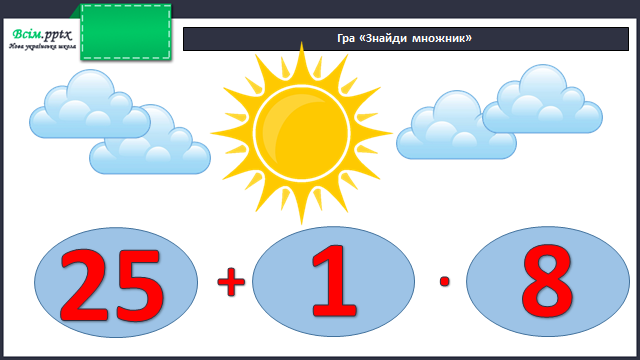 Всім.pptx
Нова українська школа
Гра «Знайди множник»
25 + 1 · 8